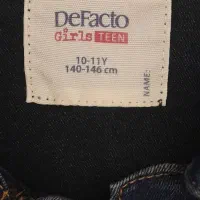 DeFacto
Girls TEEN
10-11Y
140-146 cm
NAME: